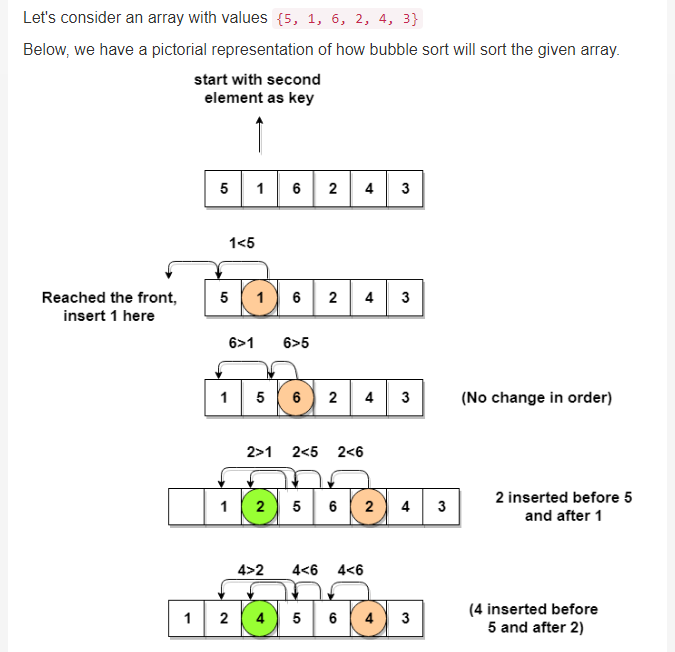 Let's consider an array with values {5, 1, 6, 2, 4, 3}
Below, we have a pictorial representation of how bubble sort will sort the given array.
start with second
element as key
5 1 6 2 4 3
1<5
Reached the front,
insert 1 here
5 1 6 2 4 3
6>1 6>5
1 5 6 2 4 3
(No change in order)
2>1 2<5 2<6
1 2 5 6 2 4 3
2 inserted before 5
and after 1
4>2 4<6 4<6
1 2 4 5 6 4 3
(4 inserted before
5 and after 2)